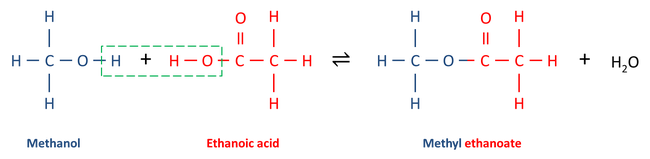 H O H O H
H C O H + H O C C H ⇌ H C O C C H + H₂O
H H H H
Methanol Ethanoic acid Methyl ethanoate